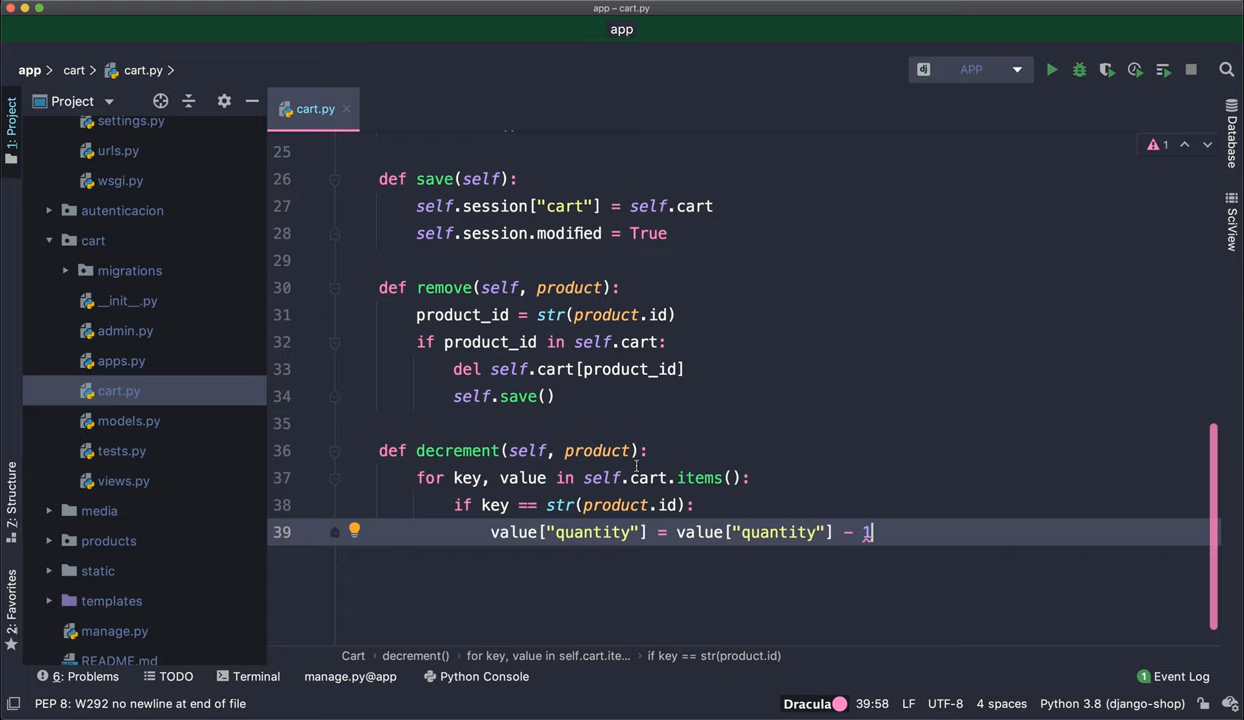 app – cart.py
app
app cart cart.py
dj APP
1: Project
Project
cart.py
settings.py
urls.py
wsgi.py
autenticacion
cart
migrations
__init__.py
admin.py
apps.py
cart.py
models.py
tests.py
views.py
media
products
static
templates
manage.py
README.md
1
25
26 def save(self):
27 self.session["cart"] = self.cart
28 self.session.modified = True
29
30 def remove(self, product):
31 product_id = str(product.id)
32 if product_id in self.cart:
33 del self.cart[product_id]
34 self.save()
35
36 def decrement(self, product):
37 for key, value in self.cart.items():
38 if key == str(product.id):
39 value["quantity"] = value["quantity"] - 1
Database
SciView
Z: Structure
2: Favorites
Cart decrement() for key, value in self.cart.ite... if key == str(product.id)
6: Problems TODO Terminal manage.py@app Python Console 1 Event Log
PEP 8: W292 no newline at end of file Dracula 39:58 LF UTF-8 4 spaces Python 3.8 (django-shop)